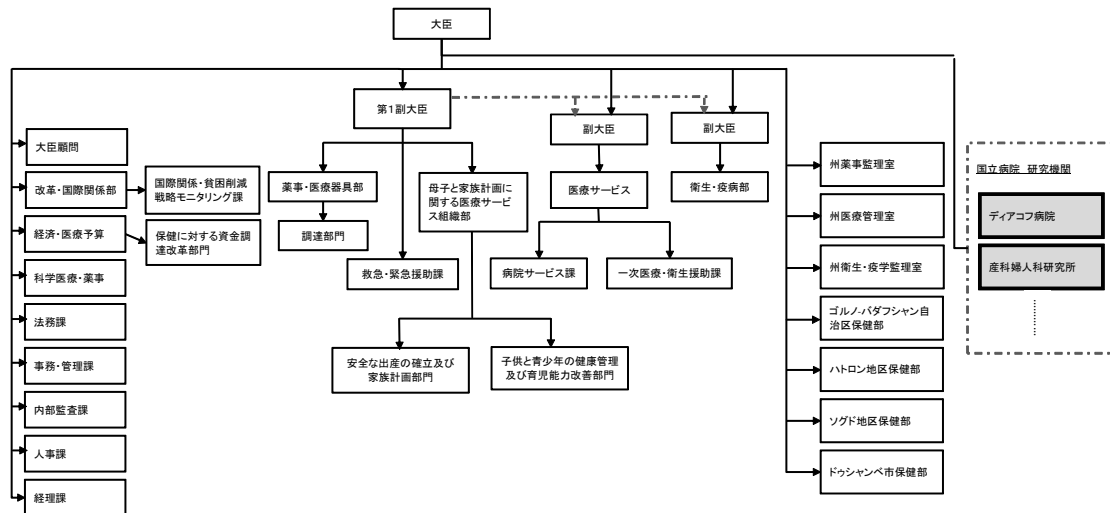 大臣
第1副大臣
副大臣
副大臣
大臣顧問
改革・国際関係部
国際関係・貧困削減
戦略モニタリング課
経済・医療予算
保健に対する資金調
達改革部門
科学医療・薬事
法務課
事務・管理課
内部監査課
人事課
経理課
薬事・医療器具部
調達部門
救急・緊急援助課
母子と家族計画に
関する医療サービ
ス組織部
安全な出産の確立及び
家族計画部門
子供と青少年の健康管理
及び育児能力改善部門
医療サービス
病院サービス課
一次医療・衛生援助課
衛生・疫病部
州薬事監理室
州医療管理室
州衛生・疫学監理室
ゴルノ-バダフシャン自
治区保健部
ハトロン地区保健部
ソグド地区保健部
ドゥシャンベ市保健部
国立病院 研究機関
ディアコフ病院
産科婦人科研究所